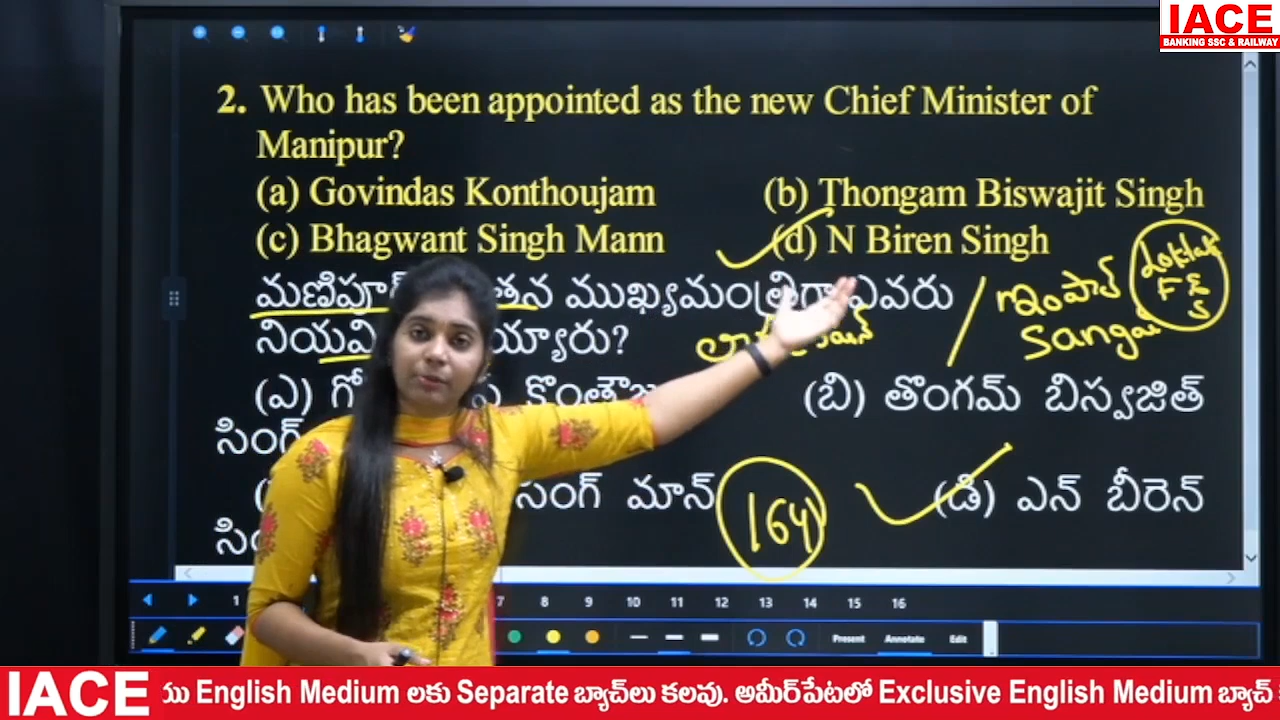 IACE
BANKING SSC & RAILWAY
2. Who has been appointed as the new Chief Minister of
Manipur?
(a) Govindas Konthoujam
(b) Thongam Biswajit Singh
(c) Bhagwant Singh Mann
(d) N Biren Singh
ముఖ్యమంత్రిగా ఎవరు
(బి) తొంగమ్ బిస్వజిత్
సింగ్
మాన్
(డి) ఎన్ బీరెన్
164
1
7 8 9 10 11 12 13 14 15 16
Present Annotate Edit
IACE
English Medium లకు Separate బ్యాచ్‌లు కలవు. అమీర్‌పేటలో Exclusive English Medium బ్యాచ్